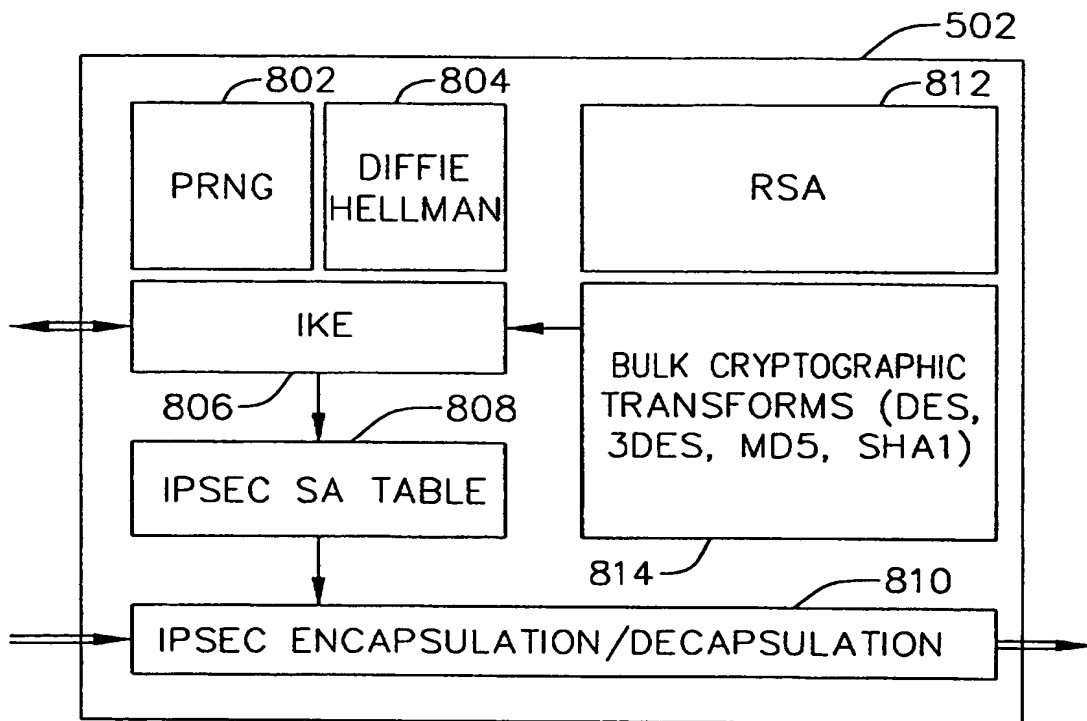 502
802
804
812
PRNG
DIFFIE
HELLMAN
RSA
IKE
BULK CRYPTOGRAPHIC
TRANSFORMS (DES,
3DES, MD5, SHA1)
806
808
IPSEC SA TABLE
814
810
IPSEC ENCAPSULATION/DECAPSULATION